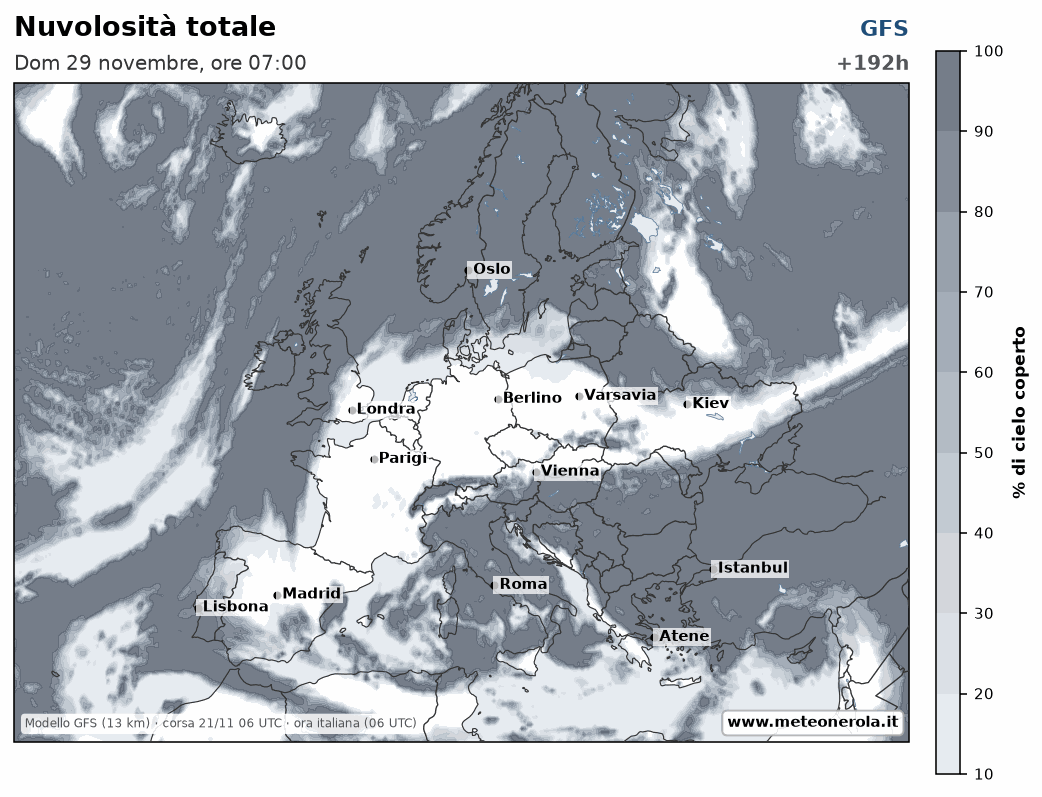 Nuvolosità totale
GFS
Dom 29 novembre, ore 07:00
+192h
100
90
80
70
60
50
40
30
20
10
% di cielo coperto
Oslo
Berlino
Varsavia
Kiev
Londra
Parigi
Vienna
Istanbul
Roma
Madrid
Lisbona
Atene
Modello GFS (13 km) · corsa 21/11 06 UTC · ora italiana (06 UTC)
www.meteonerola.it